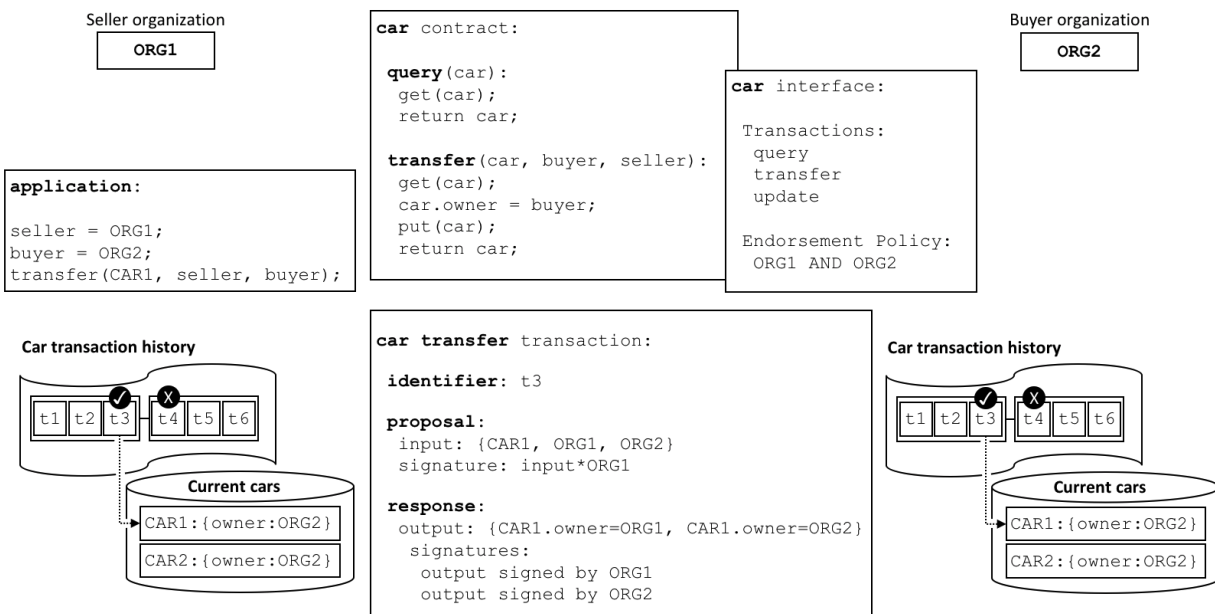 Seller organization
ORG1
application:
seller = ORG1;
buyer = ORG2;
transfer(CAR1, seller, buyer);
car contract:
query(car):
get(car);
return car;
transfer(car, buyer, seller):
get(car);
car.owner = buyer;
put(car);
return car;
car interface:
Transactions:
query
transfer
update
Endorsement Policy:
ORG1 AND ORG2
Buyer organization
ORG2
Car transaction history
✓ X
t1 t2 t3 t4 t5 t6
Current cars
CAR1:{owner:ORG2}
CAR2:{owner:ORG2}
car transfer transaction:
identifier: t3
proposal:
input: {CAR1, ORG1, ORG2}
signature: input*ORG1
response:
output: {CAR1.owner=ORG1, CAR1.owner=ORG2}
signatures:
output signed by ORG1
output signed by ORG2
Car transaction history
✓ X
t1 t2 t3 t4 t5 t6
Current cars
CAR1:{owner:ORG2}
CAR2:{owner:ORG2}